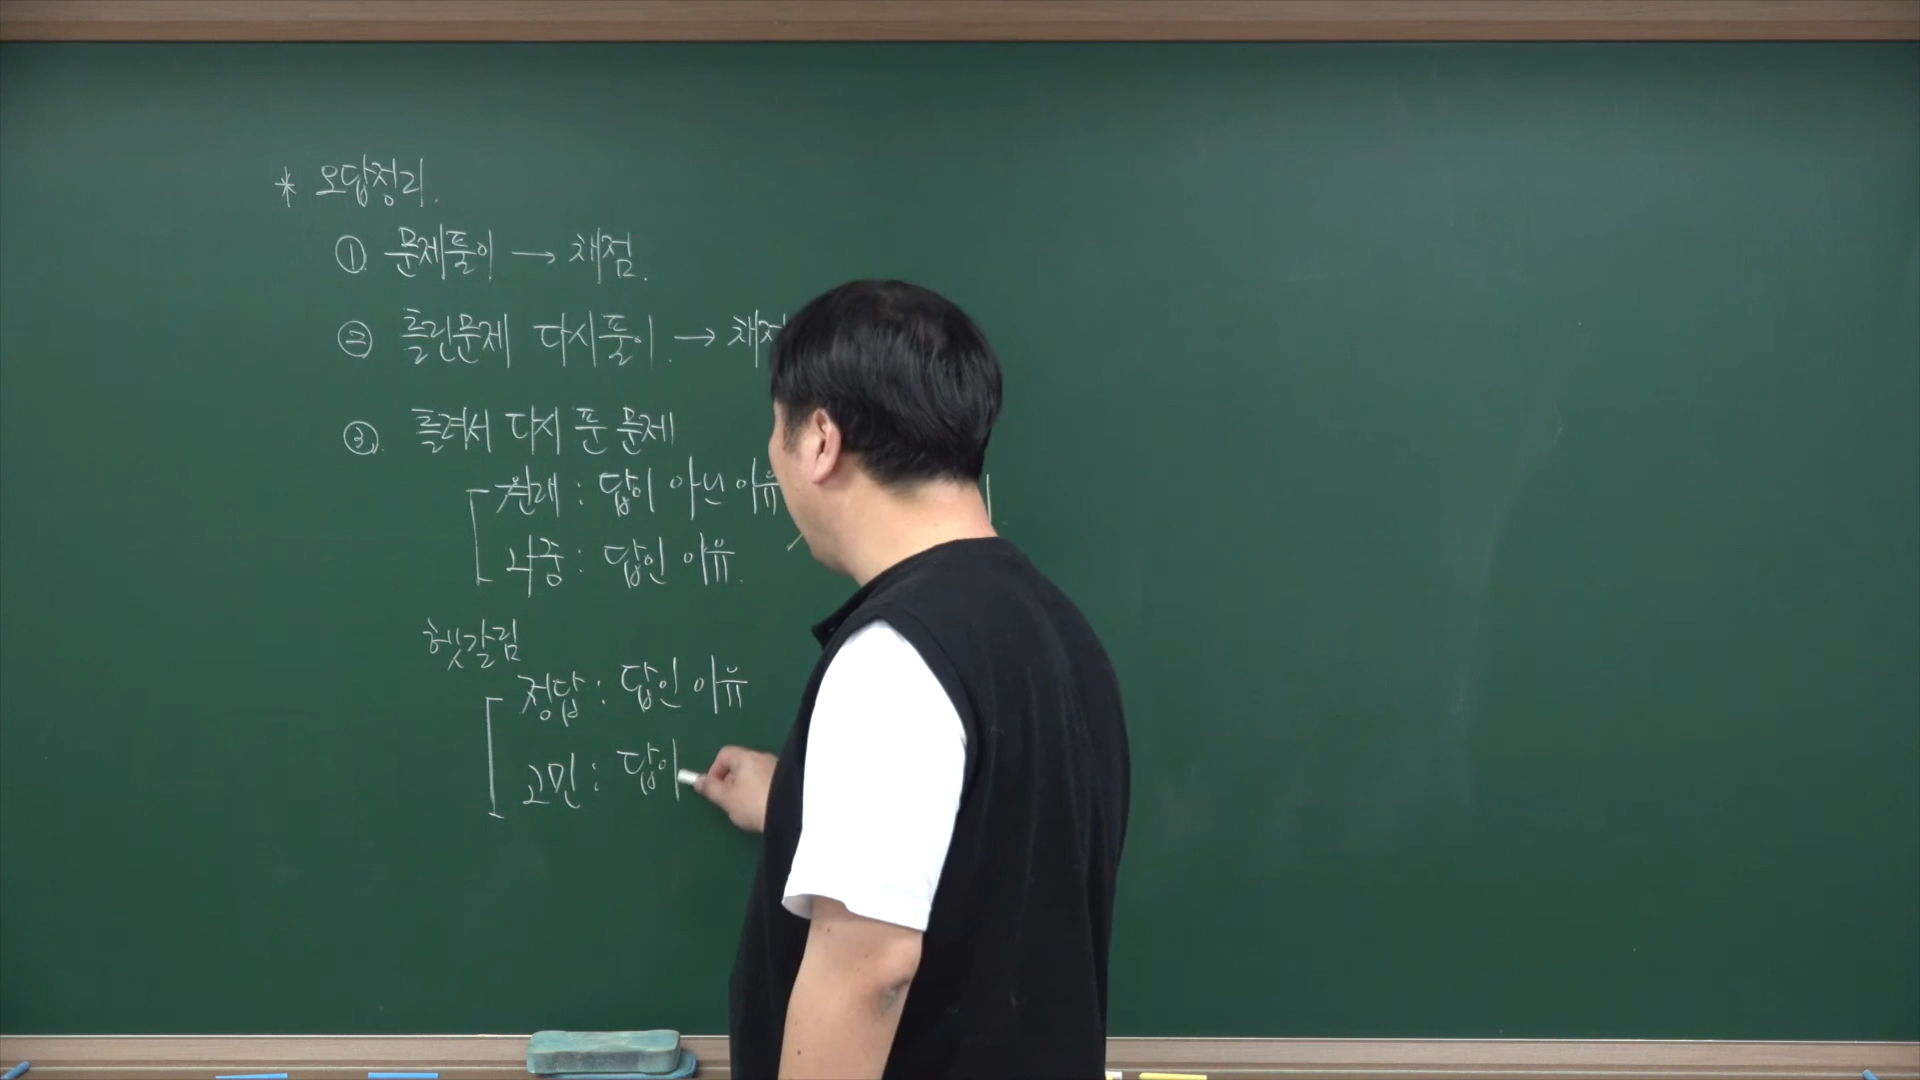 * 오답정리.
① 문제풀이 → 채점.
② 틀린문제 다시풀이. → 채점
③ 틀려서 다시 푼 문제
원래 : 답이 아닌 이유
나중 : 답인 이유.
헷갈림
정답 : 답인 이유
고민 : 답이